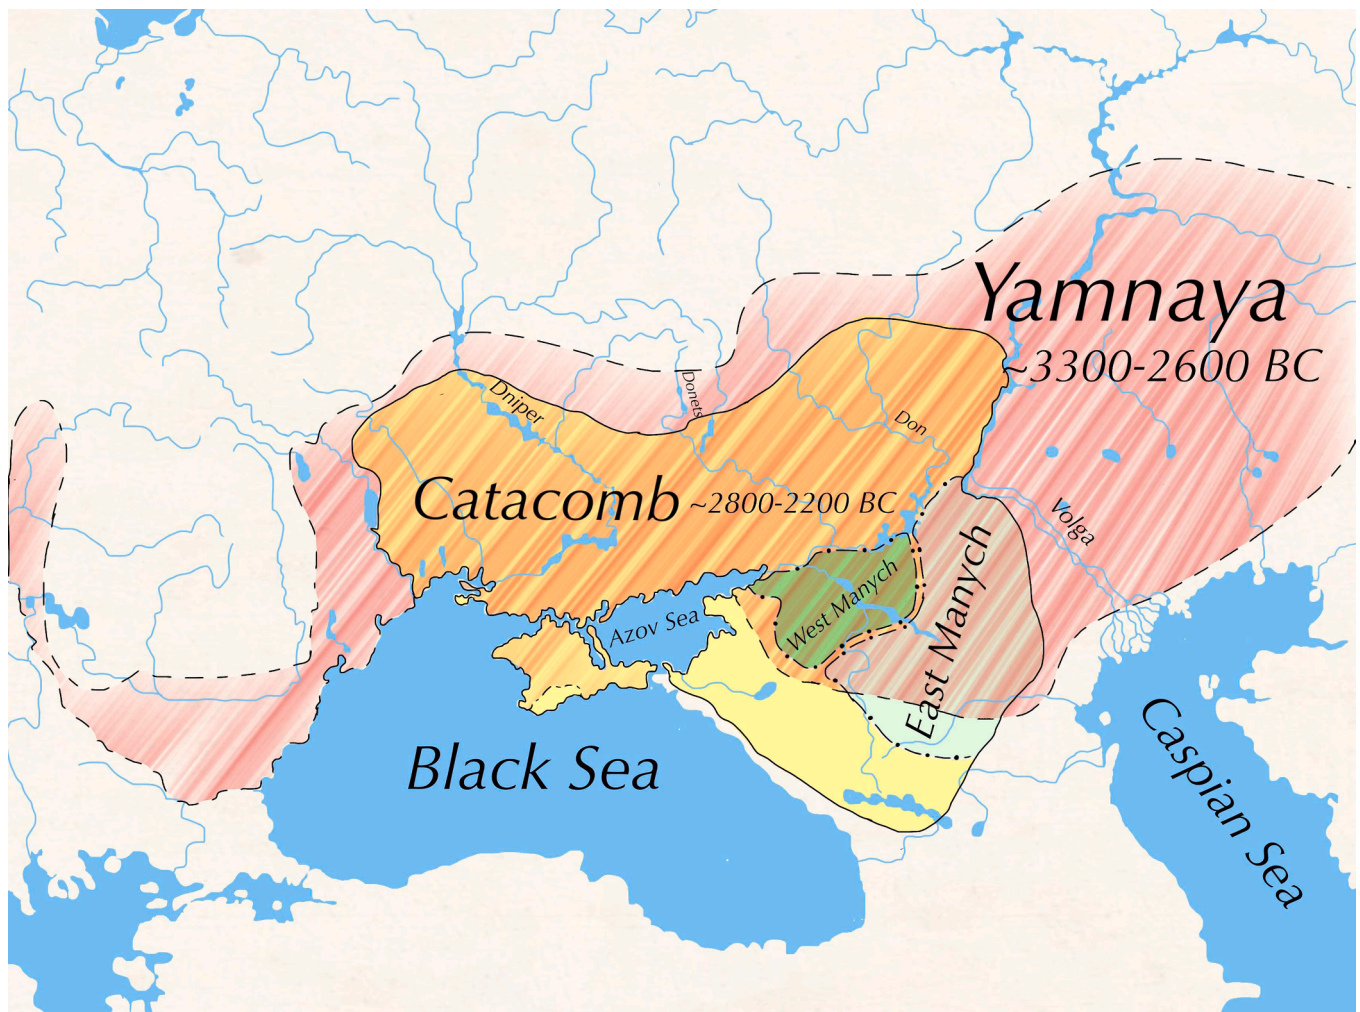 Yamnaya
~3300-2600 BC
Dniper
Donets
Don
Catacomb ~2800-2200 BC
Volga
West Manych
East Manych
Azov Sea
Black Sea
Caspian Sea